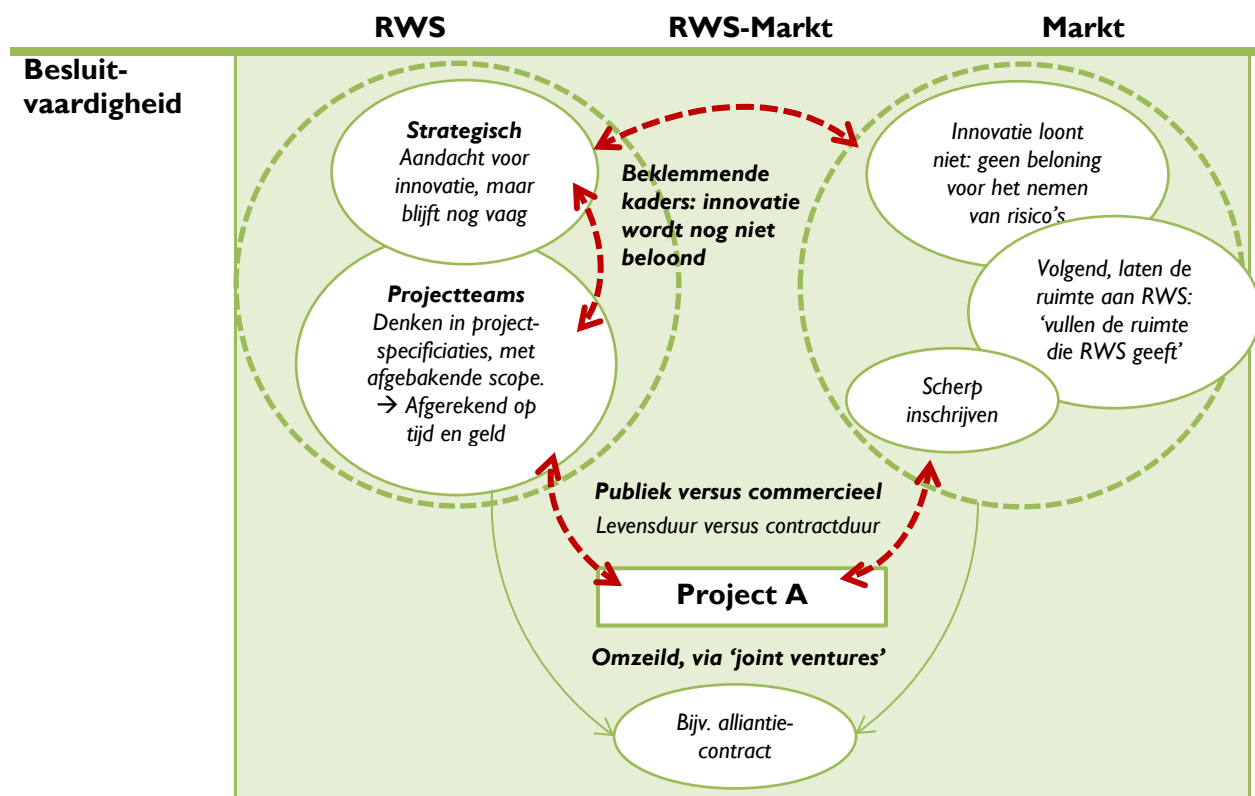 RWS
RWS-Markt
Markt
Besluit-
vaardigheid
Strategisch
Aandacht voor
innovatie, maar
blijft nog vaag
Projectteams
Denken in project-
specificiaties, met
afgebakende scope.
→ Afgerekend op
tijd en geld
Beklemmende
kaders: innovatie
wordt nog niet
beloond
Innovatie loont
niet: geen beloning
voor het nemen
van risico’s
Volgend, laten de
ruimte aan RWS:
‘vullen de ruimte
die RWS geeft’
Scherp
inschrijven
Publiek versus commercieel
Levensduur versus contractduur
Project A
Omzeild, via ‘joint ventures’
Bijv. alliantie-
contract